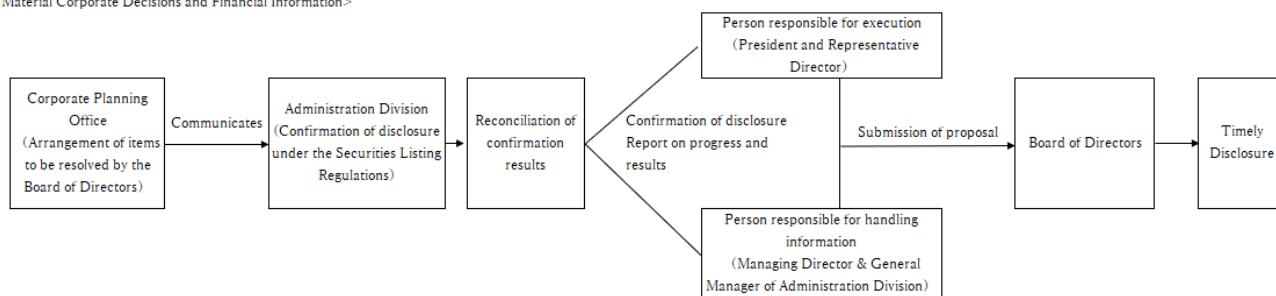 Material Corporate Decisions and Financial Information>
Corporate Planning
Office
(Arrangement of items
to be resolved by the
Board of Directors)
Communicates
Administration Division
(Confirmation of disclosure
under the Securities Listing
Regulations)
Reconciliation of
confirmation
results
Person responsible for execution
(President and Representative
Director)
Confirmation of disclosure
Report on progress and
results
Person responsible for handling
information
(Managing Director & General
Manager of Administration Division)
Submission of proposal
Board of Directors
Timely
Disclosure